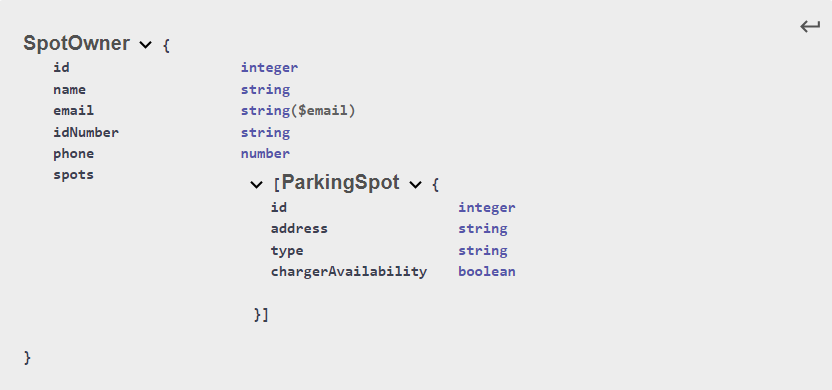 SpotOwner {
id integer
name string
email string($email)
idNumber string
phone number
spots [ParkingSpot {
id integer
address string
type string
chargerAvailability boolean
}]
}